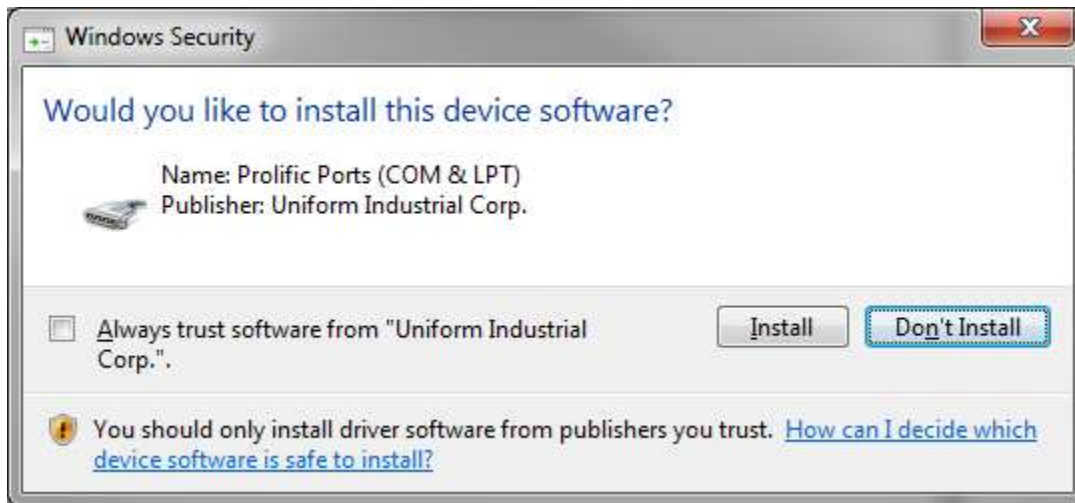 Windows Security
Would you like to install this device software?
Name: Prolific Ports (COM & LPT)
Publisher: Uniform Industrial Corp.
Always trust software from "Uniform Industrial
Corp.".
Install
Don't Install
You should only install driver software from publishers you trust. How can I decide which
device software is safe to install?